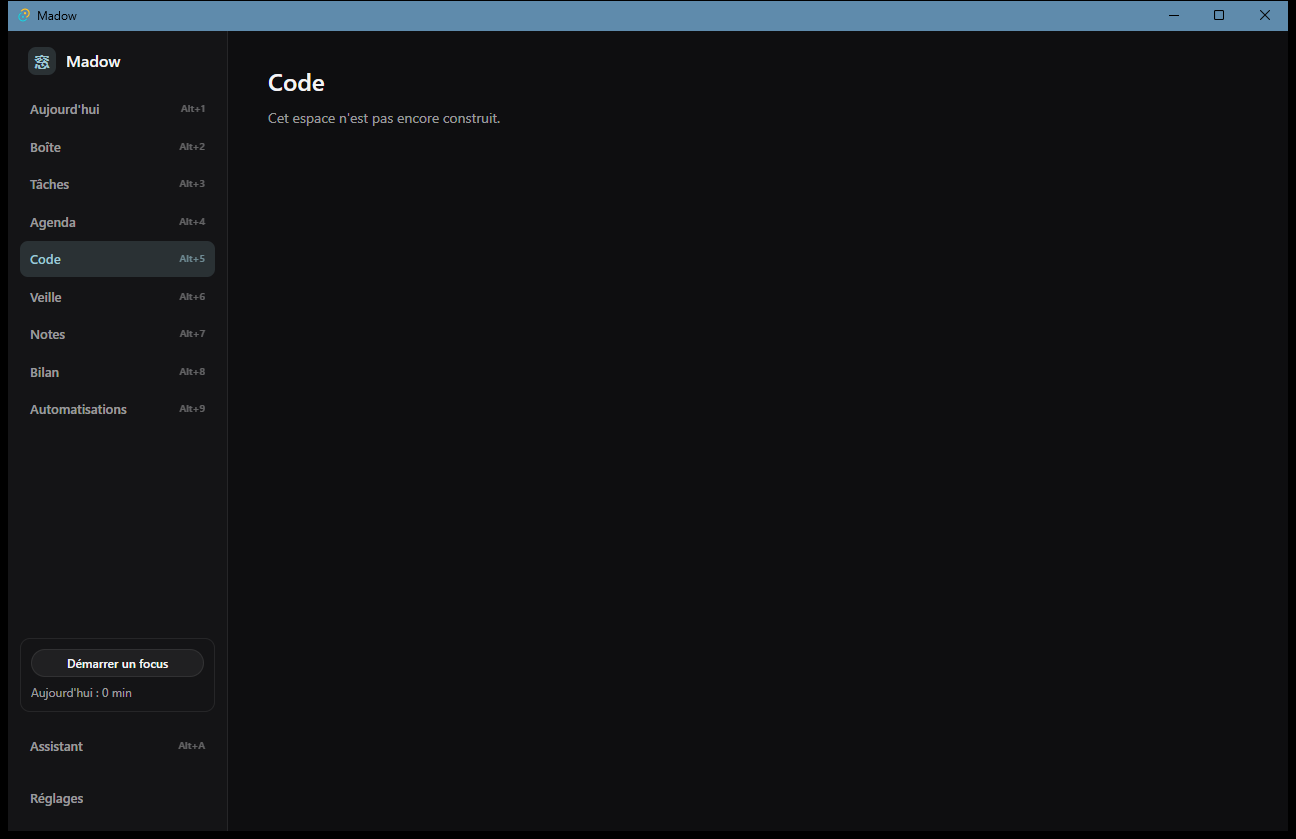 Madow
窓 Madow
Aujourd'hui Alt+1
Boîte Alt+2
Tâches Alt+3
Agenda Alt+4
Code Alt+5
Veille Alt+6
Notes Alt+7
Bilan Alt+8
Automatisations Alt+9
Démarrer un focus
Aujourd'hui : 0 min
Assistant Alt+A
Réglages
Code
Cet espace n'est pas encore construit.